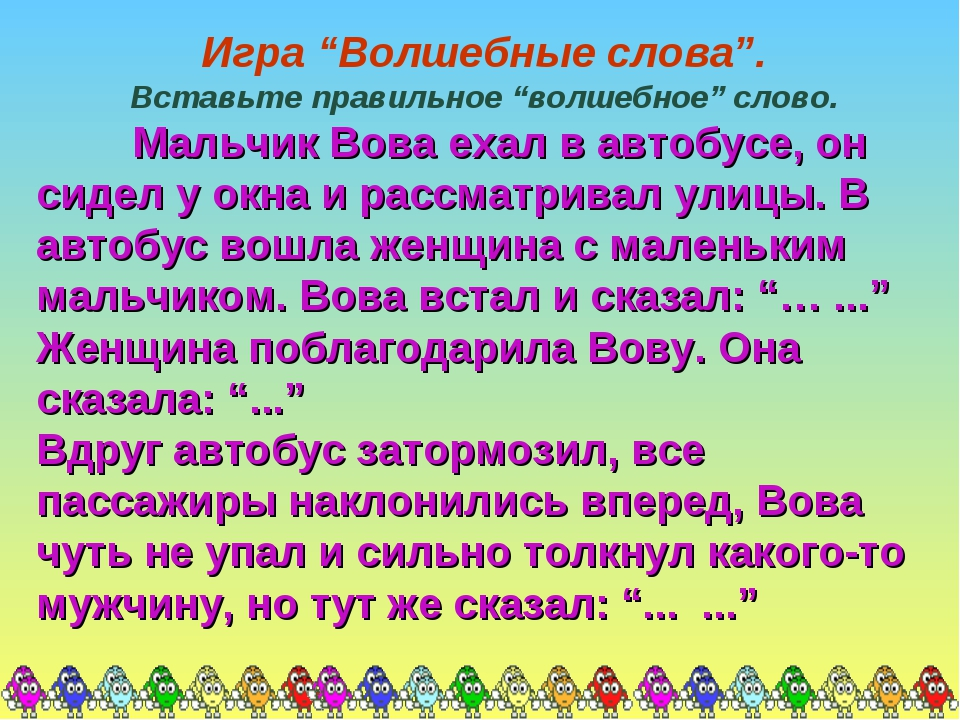 Игра “Волшебные слова”.
Вставьте правильное “волшебное” слово.
Мальчик Вова ехал в автобусе, он
сидел у окна и рассматривал улицы. В
автобус вошла женщина с маленьким
мальчиком. Вова встал и сказал: “… ...”
Женщина поблагодарила Вову. Она
сказала: “...”
Вдруг автобус затормозил, все
пассажиры наклонились вперед, Вова
чуть не упал и сильно толкнул какого-то
мужчину, но тут же сказал: “... ...”